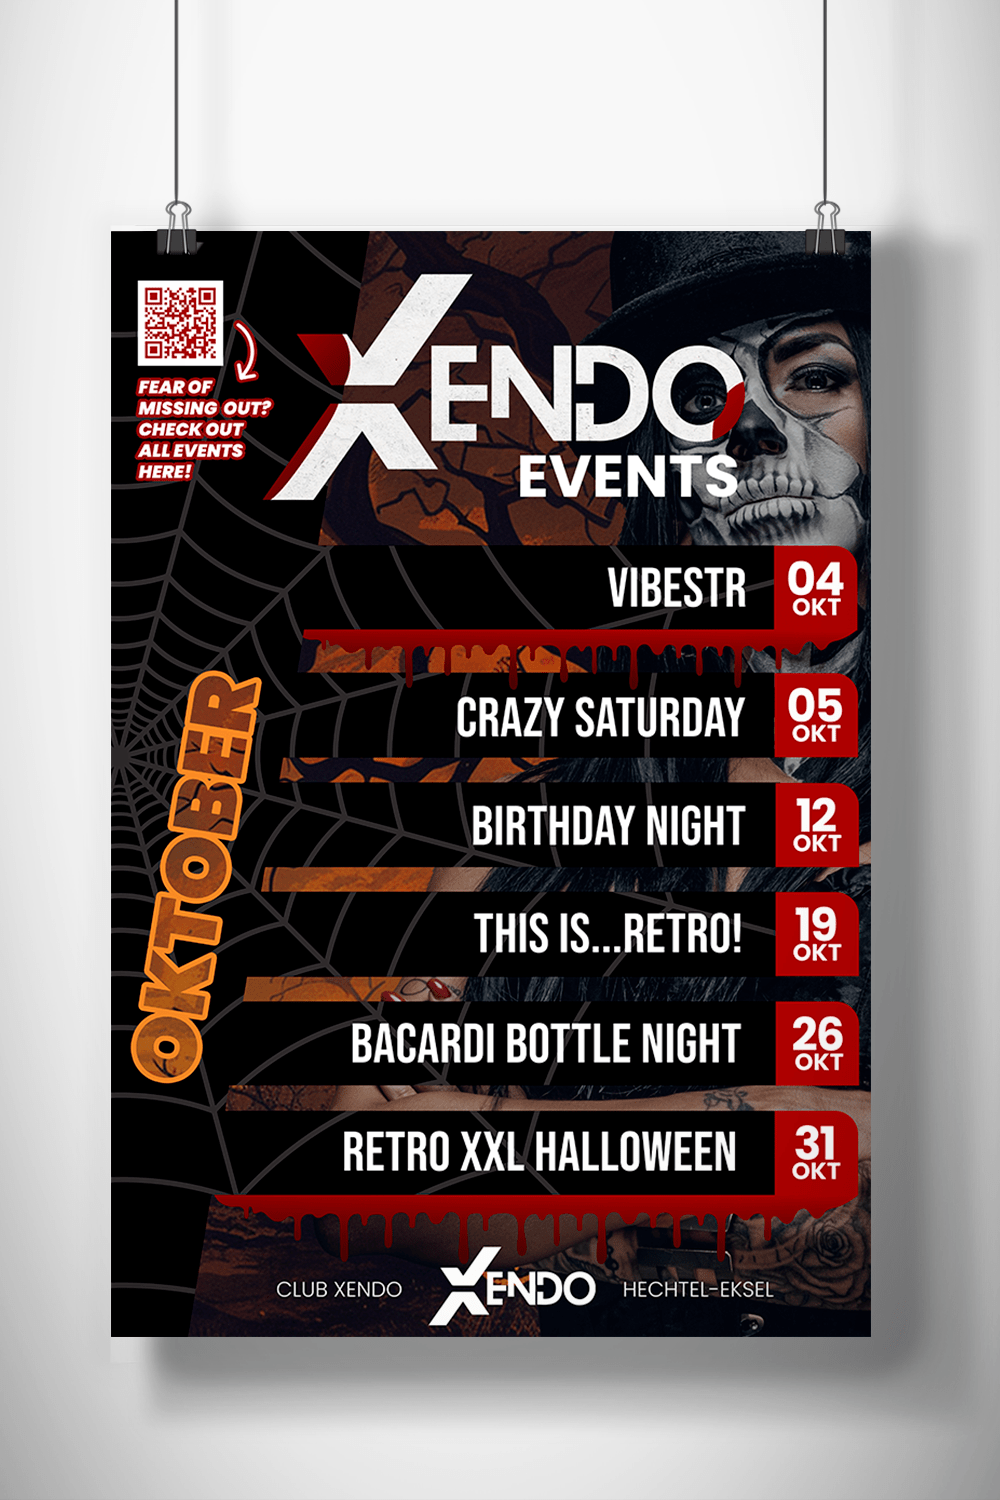 FEAR OF
MISSING OUT?
CHECK OUT
ALL EVENTS
HERE!
XENDO
EVENTS
OKTOBER
VIBESTR
04
OKT
CRAZY SATURDAY
05
OKT
BIRTHDAY NIGHT
12
OKT
THIS IS...RETRO!
19
OKT
BACARDI BOTTLE NIGHT
26
OKT
RETRO XXL HALLOWEEN
31
OKT
CLUB XENDO
XENDO
HECHTEL-EKSEL